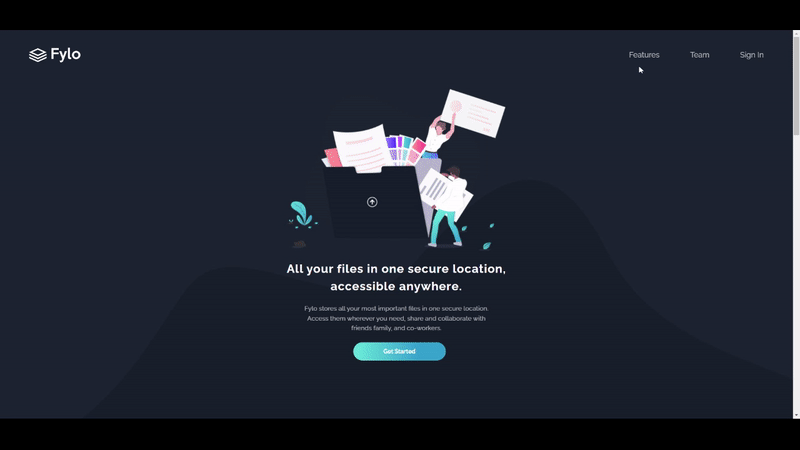 Fylo
Features
Team
Sign In
All your files in one secure location,
accessible anywhere.
Fylo stores all your most important files in one secure location.
Access them wherever you need, share and collaborate with
friends family, and co-workers.
Get Started